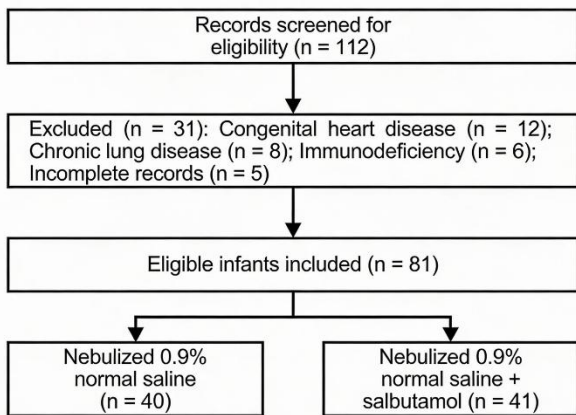 Records screened for
eligibility (n = 112)
Excluded (n = 31): Congenital heart disease (n = 12);
Chronic lung disease (n = 8); Immunodeficiency (n = 6);
Incomplete records (n = 5)
Eligible infants included (n = 81)
Nebulized 0.9%
normal saline
(n = 40)
Nebulized 0.9%
normal saline +
salbutamol (n = 41)